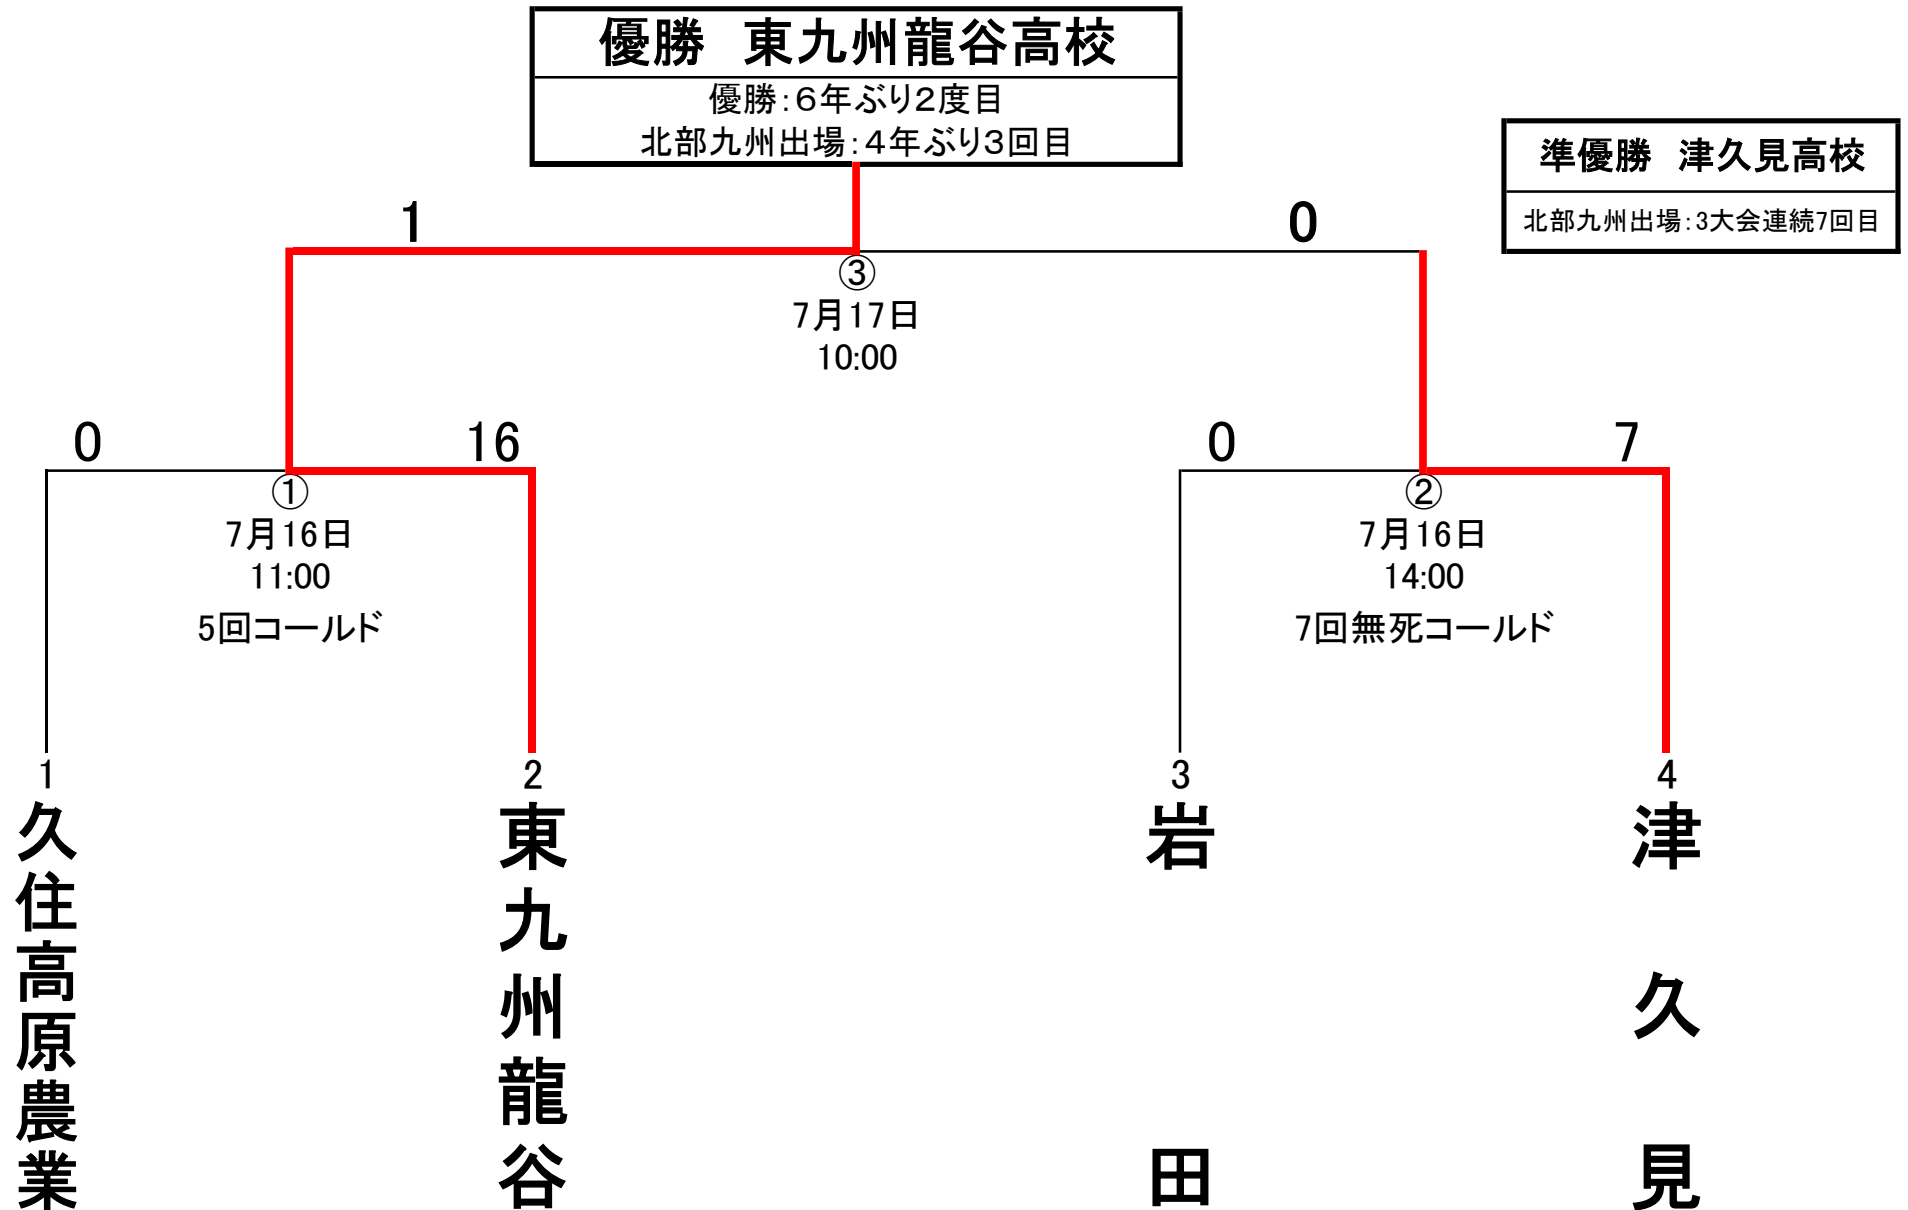 優勝　東九州龍谷高校
優勝：６年ぶり２度目
北部九州出場：４年ぶり３回目
準優勝　津久見高校
北部九州出場：3大会連続7回目
1
0
③
7月17日
10:00
0
16
0
7
①
②
7月16日
7月16日
11:00
14:00
5回コールド
7回無死コールド
1
2
3
4
久住高原農業
東九州龍谷
岩田
津久見